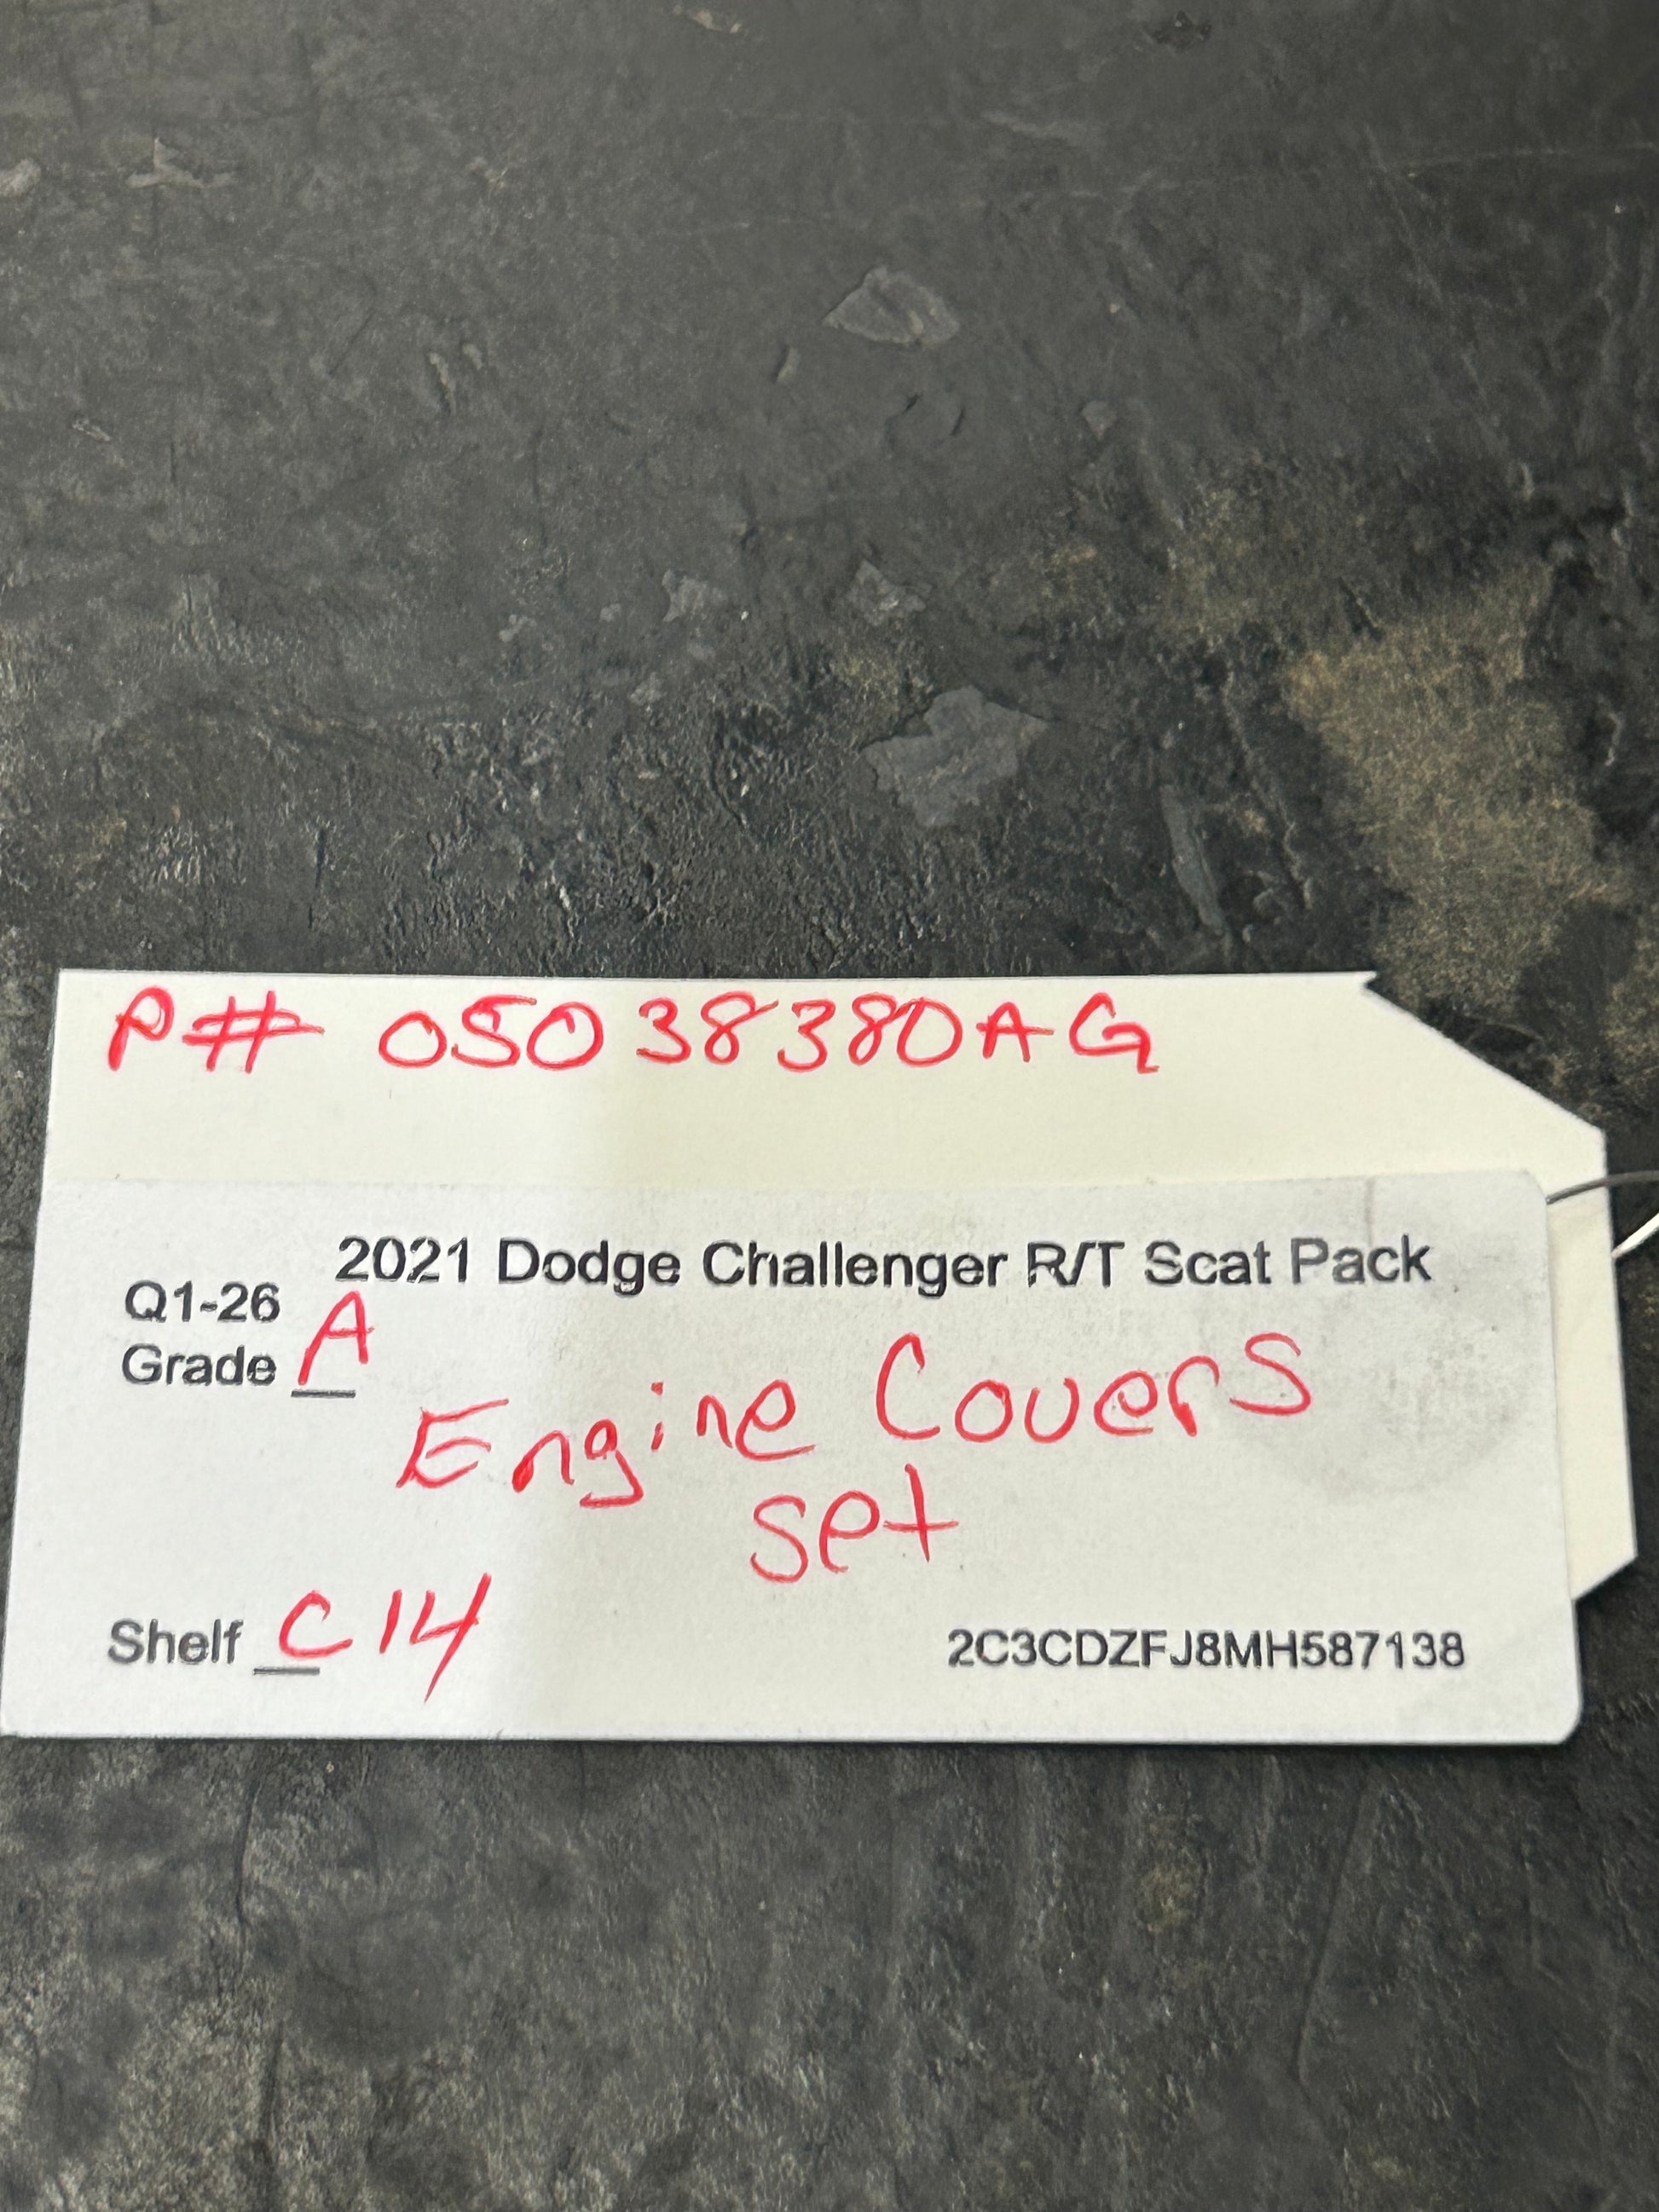 P# 05038380AG
2021 Dodge Challenger R/T Scat Pack
Q1-26
Grade A
Engine Covers
set
Shelf C14
2C3CDZFJ8MH587138